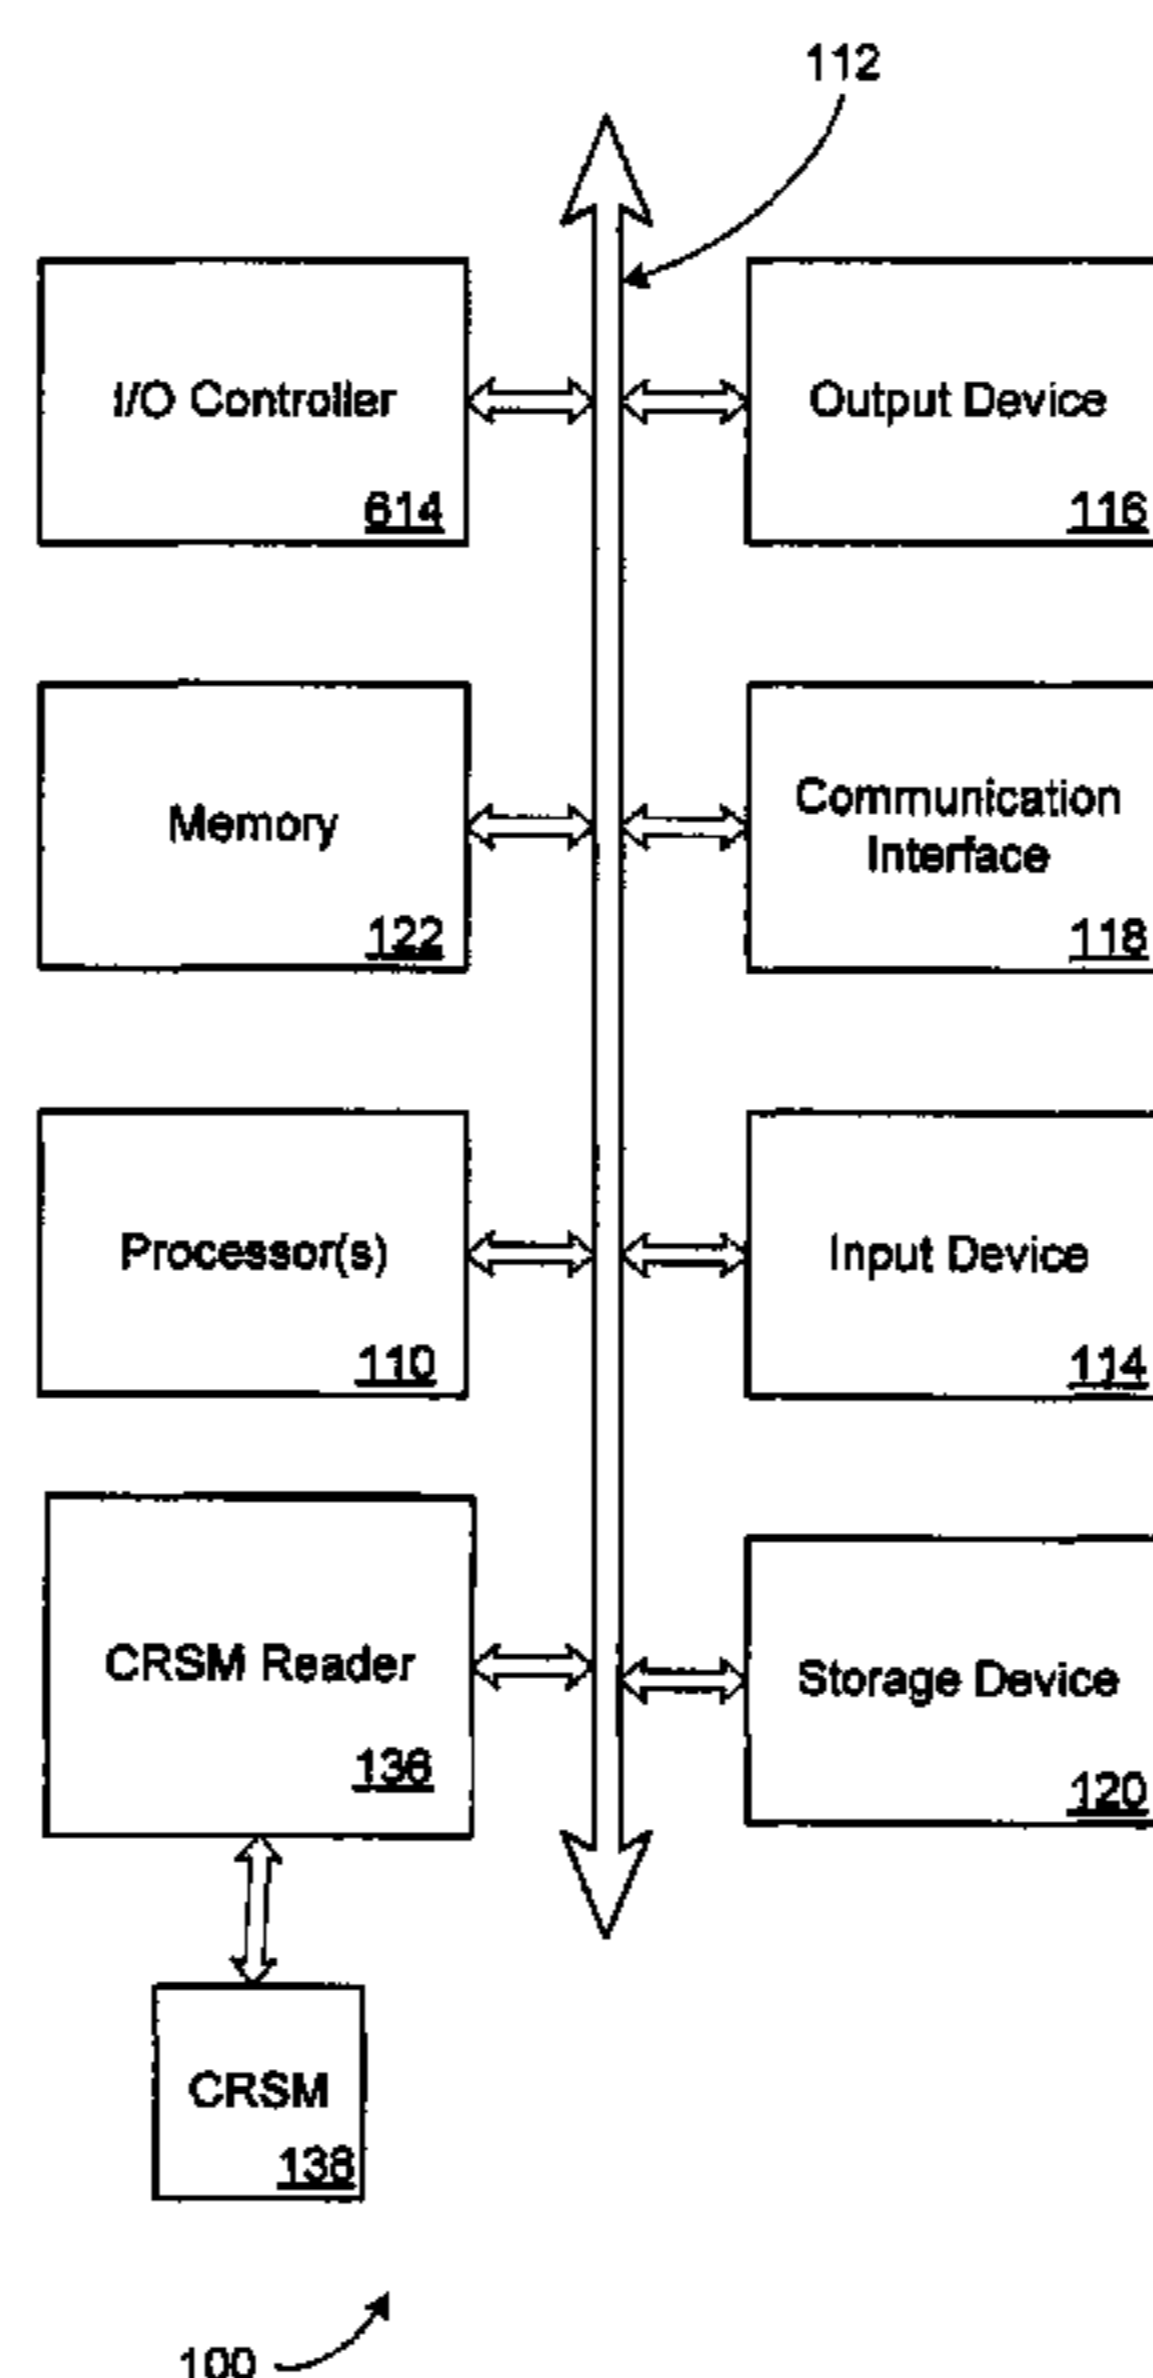 112
I/O Controller
614
Output Device
116
Memory
122
Communication
Interface
118
Processor(s)
110
Input Device
114
CRSM Reader
136
Storage Device
120
CRSM
138
100